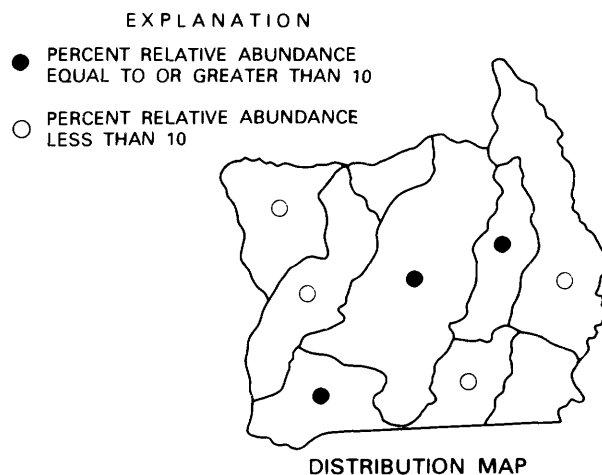 EXPLANATION
PERCENT RELATIVE ABUNDANCE
EQUAL TO OR GREATER THAN 10
PERCENT RELATIVE ABUNDANCE
LESS THAN 10
DISTRIBUTION MAP